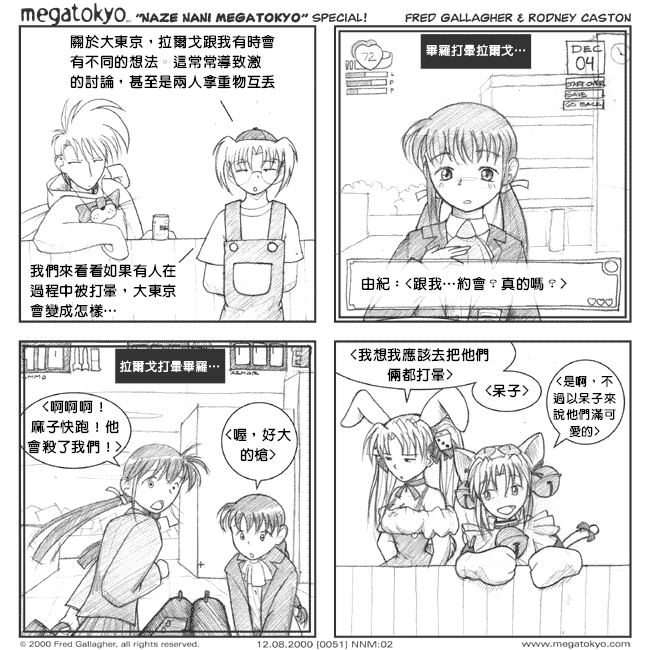 megatokyo "NAZE NANI MEGATOKYO" SPECIAL! FRED GALLAGHER & RODNEY CASTON
關於大東京，拉爾戈跟我有時會
有不同的想法。這常常導致激
的討論，甚至是兩人拿重物互丟
我們來看看如果有人在
過程中被打暈，大東京
會變成怎樣…
畢羅打暈拉爾戈…
72
DEC
04
START OVER
SAVE
GO BACK
由紀：<跟我…約會？真的嗎？>
拉爾戈打暈畢羅…
AMMO
ARMOR
<啊啊啊！
麻子快跑！他
會殺了我們！>
<喔，好大
的槍>
<我想我應該去把他們
倆都打暈>
<呆子>
<是啊，不
過以呆子來
說他們滿可
愛的>
© 2000 Fred Gallagher, all rights reserved. 12.08.2000 [0051] NNM:02 www.megatokyo.com